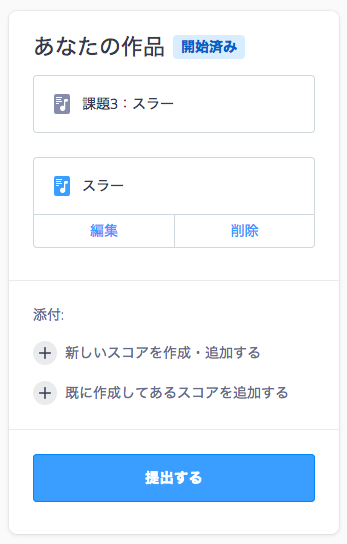 あなたの作品 開始済み
課題3：スラー
スラー
編集 削除
添付:
新しいスコアを作成・追加する
既に作成してあるスコアを追加する
提出する